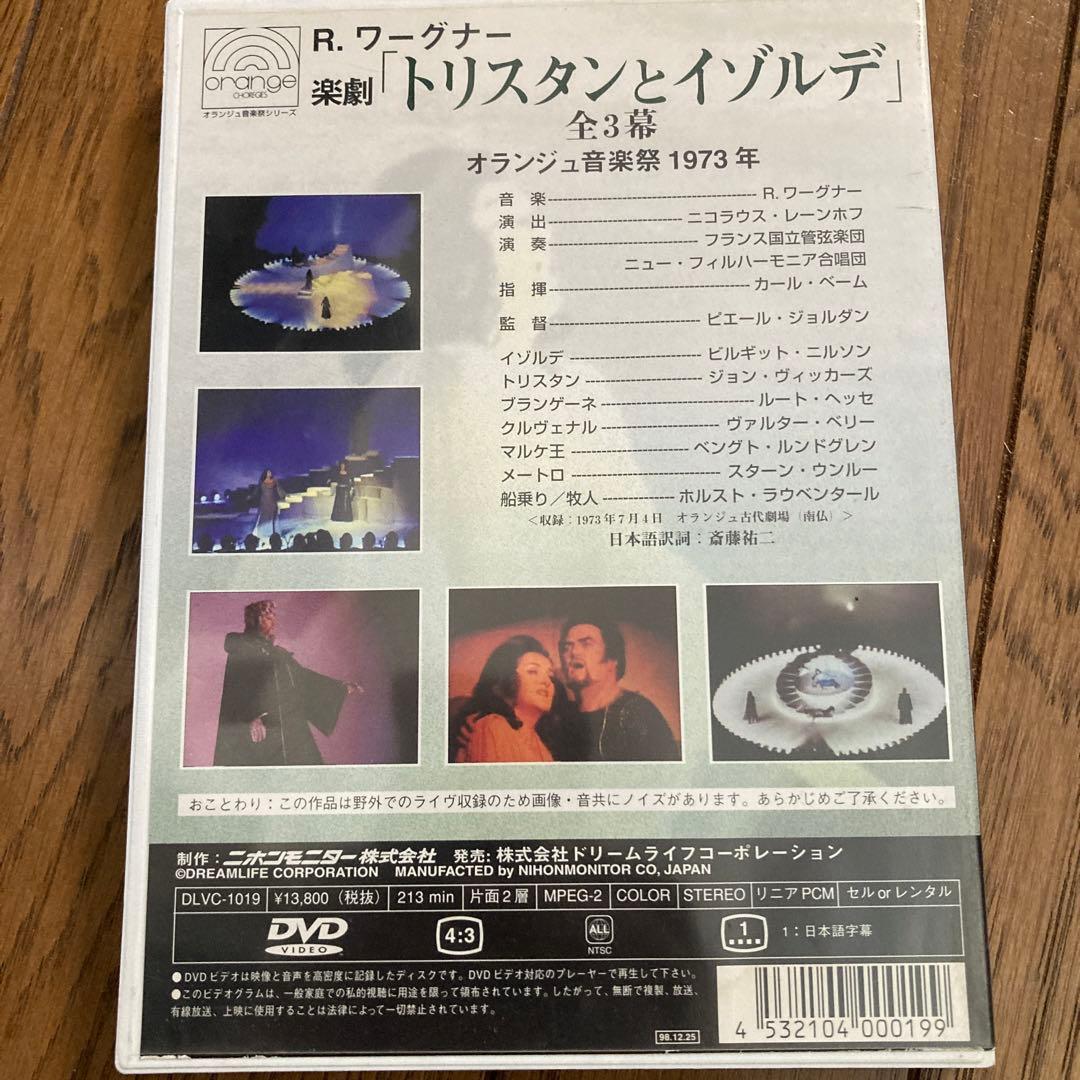 orange
CHOREGIES
オランジュ音楽祭シリーズ
R. ワーグナー
楽劇「トリスタンとイゾルデ」
全3幕
オランジュ音楽祭 1973 年
音 楽---R. ワーグナー
演 出---ニコラウス・レーンホフ
演 奏---フランス国立管弦楽団
ニュー・フィルハーモニア合唱団
指 揮---カール・ベーム
監 督---ピエール・ジョルダン
イゾルデ---ビルギット・ニルソン
トリスタン---ジョン・ヴィッカーズ
ブランゲーネ---ルート・ヘッセ
クルヴェナル---ヴァルター・ベリー
マルケ王---ベングト・ルンドグレン
メートロ---スターン・ウンルー
船乗り／牧人---ホルスト・ラウベンタール
＜収録：1973年7月4日 オランジュ古代劇場（南仏）＞
日本語訳詞：斎藤祐二
おことわり：この作品は野外でのライヴ収録のため画像・音共にノイズがあります。あらかじめご了承ください。
制作：ニホンモニター株式会社 発売：株式会社ドリームライフコーポレーション
©DREAMLIFE CORPORATION MANUFACTED by NIHONMONITOR CO, JAPAN
DLVC-1019 ¥13,800（税抜） 213 min 片面2層 MPEG-2 COLOR STEREO リニア PCM セル or レンタル
DVD VIDEO 4:3 ALL NTSC 1 1：日本語字幕
●DVDビデオは映像と音声を高密度に記録したディスクです。DVDビデオ対応のプレーヤーで再生して下さい。
●このビデオグラムは、一般家庭での私的視聴に用途を限って領布されています。したがって、無断で複製、放送、
有線放送、上映に使用することは法律によって一切禁止されています。
98.12.25
4 532104 000199